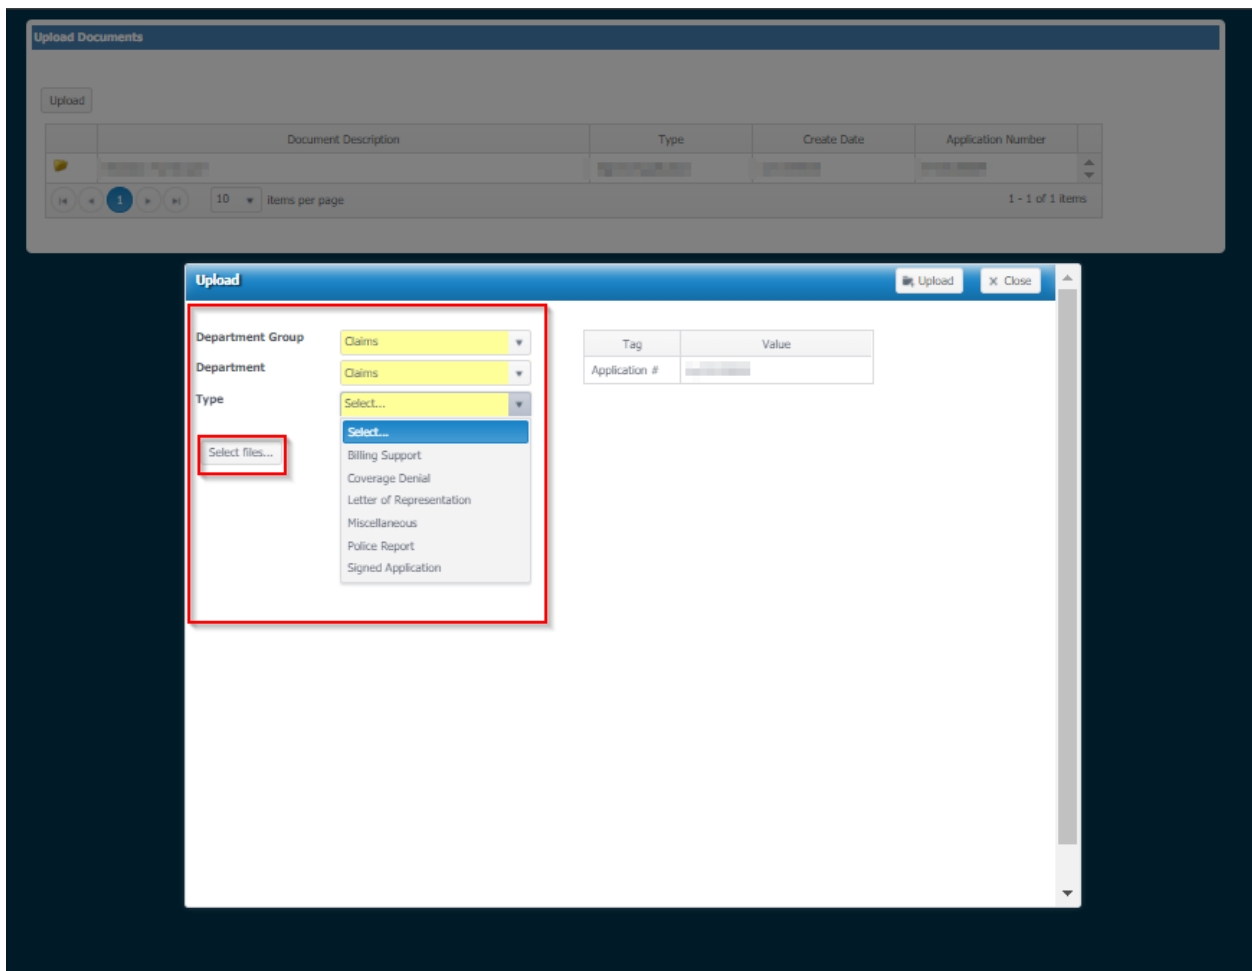 Upload Documents
Upload
Document Description Type Create Date Application Number
1 10 items per page 1 - 1 of 1 items
Upload Upload x Close
Department Group Claims
Department Claims
Type Select...
Tag Value
Application #
Select files...
Select...
Billing Support
Coverage Denial
Letter of Representation
Miscellaneous
Police Report
Signed Application